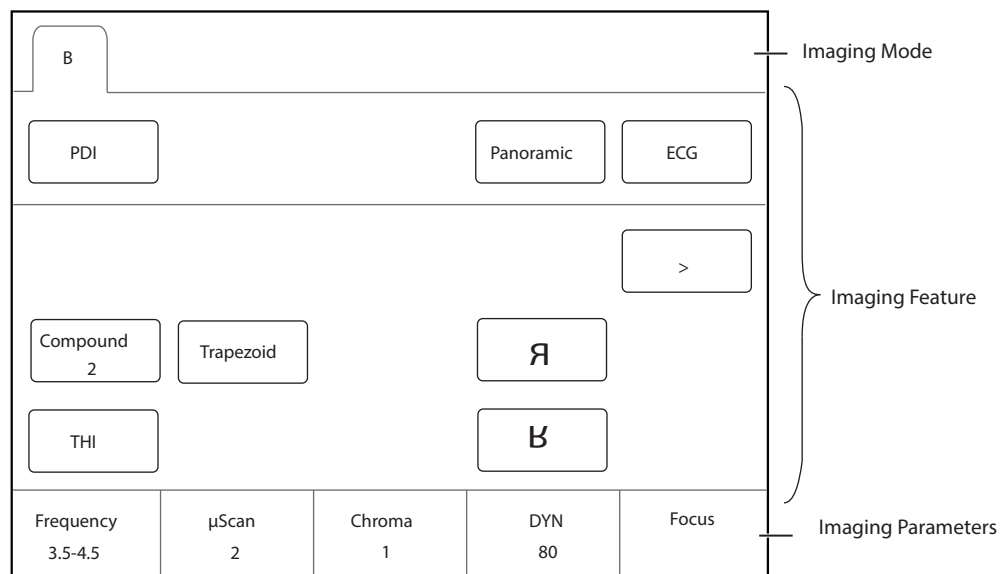 B
Imaging Mode
PDI
Panoramic
ECG
>
Imaging Feature
Compound
2
Trapezoid
Я
THI
R
Frequency
3.5-4.5
µScan
2
Chroma
1
DYN
80
Focus
Imaging Parameters